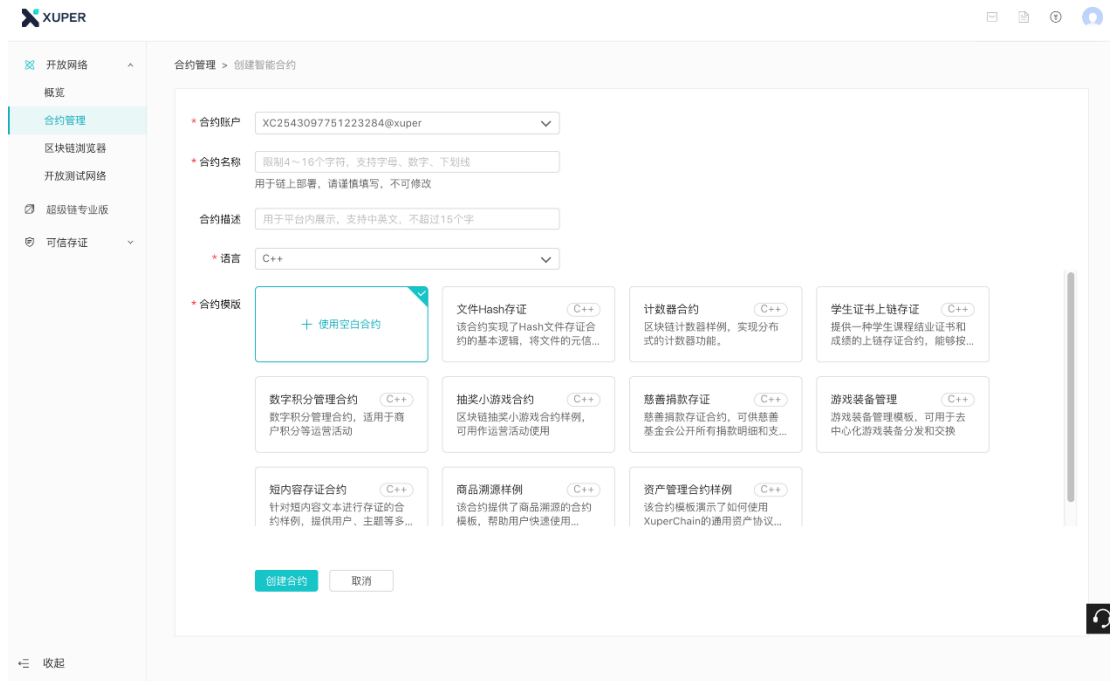 XUPER
开放网络
概览
合约管理
区块链浏览器
开放测试网络
超级链专业版
可信存证
收起
合约管理 > 创建智能合约
* 合约账户 XC2543097751223284@xuper
* 合约名称 限制4～16个字符，支持字母、数字、下划线
用于链上部署，请谨慎填写，不可修改
合约描述 用于平台内展示，支持中英文，不超过15个字
* 语言 C++
* 合约模版
+ 使用空白合约
文件Hash存证 C++
该合约实现了Hash文件存证合
约的基本逻辑，将文件的元信...
计数器合约 C++
区块链计数器样例，实现分布
式的计数器功能。
学生证书上链存证 C++
提供一种学生课程结业证书和
成绩的上链存证合约，能够按...
数字积分管理合约 C++
数字积分管理合约，适用于商
户积分等运营活动
抽奖小游戏合约 C++
区块链抽奖小游戏合约样例，
可用作运营活动使用
慈善捐款存证 C++
慈善捐款存证合约，可供慈善
基金会公开所有捐款明细和支...
游戏装备管理 C++
游戏装备管理模板，可用于去
中心化游戏装备分发和交换
短内容存证合约 C++
针对短内容文本进行存证的合
约样例，提供用户、主题等多...
商品溯源样例 C++
该合约提供了商品溯源的合约
模板，帮助用户快速使用...
资产管理合约样例 C++
该合约模板演示了如何使用
XuperChain的通用资产协议...
创建合约
取消